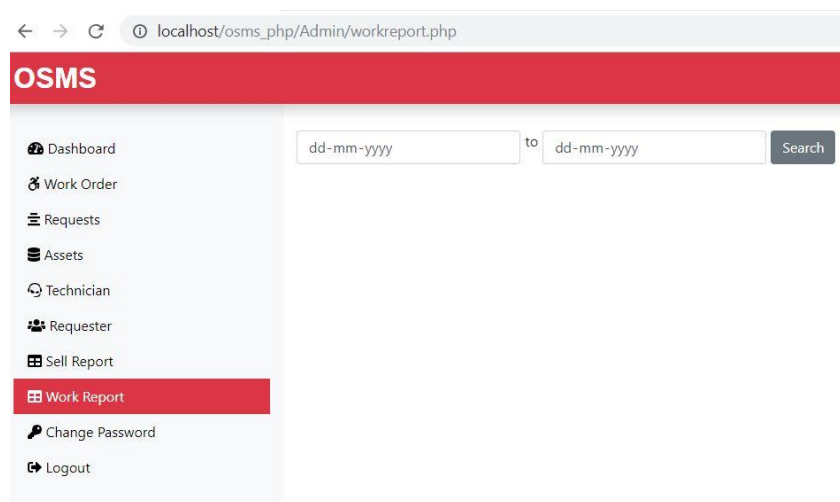 localhost/osms_php/Admin/workreport.php
OSMS
Dashboard
Work Order
Requests
Assets
Technician
Requester
Sell Report
Work Report
Change Password
Logout
dd-mm-yyyy to dd-mm-yyyy Search